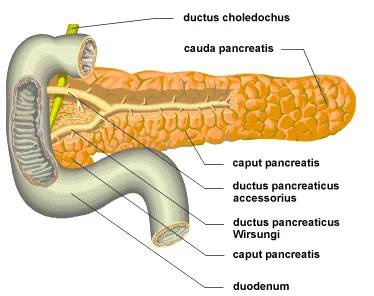 ductus choledochus
cauda pancreatis
caput pancreatis
ductus pancreaticus
accessorius
ductus pancreaticus
Wirsungi
caput pancreatis
duodenum